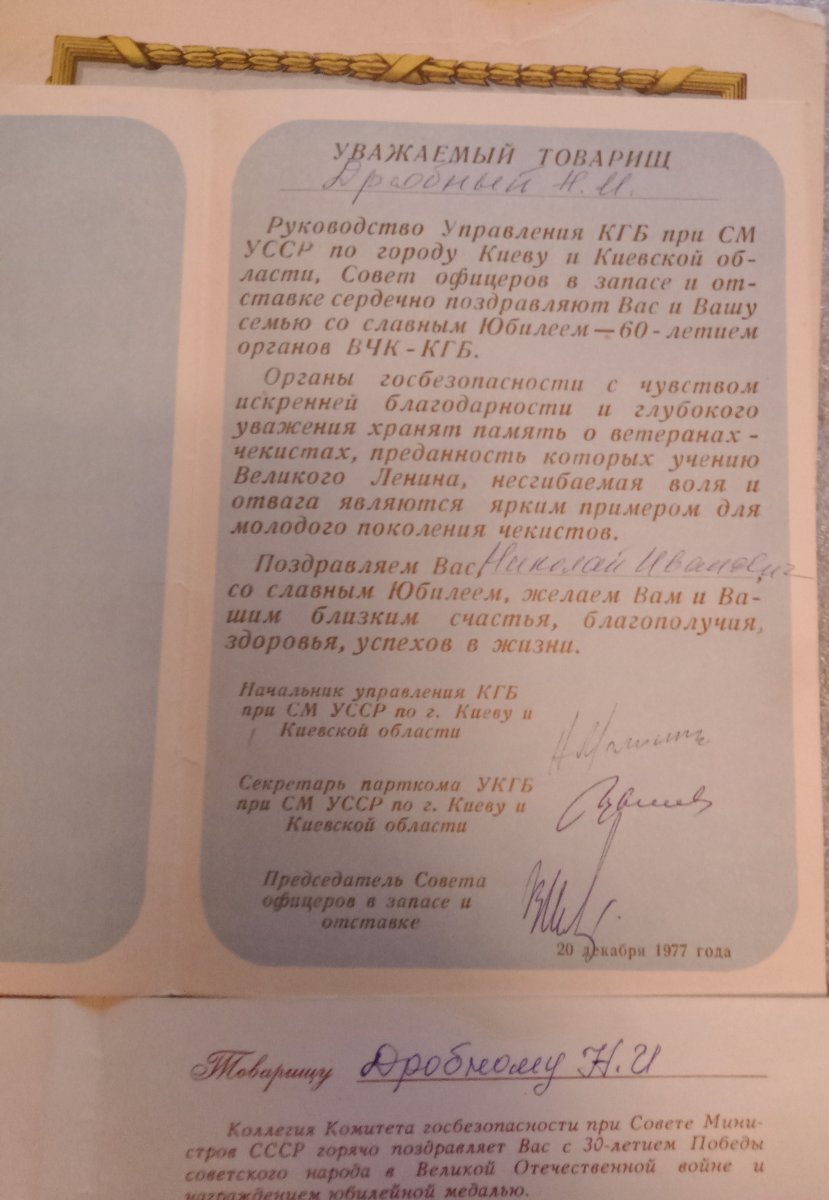 УВАЖАЕМЫЙ ТОВАРИЩ
Дробный Н.И.
Руководство Управления КГБ при СМ
УССР по городу Киеву и Киевской об-
ласти, Совет офицеров в запасе и от-
ставке сердечно поздравляют Вас и Вашу
семью со славным Юбилеем—60-летием
органов ВЧК-КГБ.
Органы госбезопасности с чувством
искренней благодарности и глубокого
уважения хранят память о ветеранах-
чекистах, преданность которых учению
Великого Ленина, несгибаемая воля и
отвага являются ярким примером для
молодого поколения чекистов.
Поздравляем Вас, Николай Иванович
со славным Юбилеем, желаем Вам и Ва-
шим близким счастья, благополучия,
здоровья, успехов в жизни.
Начальник управления КГБ
при СМ УССР по г. Киеву и
Киевской области
Секретарь парткома УКГБ
при СМ УССР по г. Киеву и
Киевской области
Председатель Совета
офицеров в запасе и
отставке
20 декабря 1977 года
Товарищу Дробному Н.И
Коллегия Комитета госбезопасности при Совете Мини-
стров СССР горячо поздравляет Вас с 30-летием Победы
советского народа в Великой Отечественной войне и
награждением юбилейной медалью.